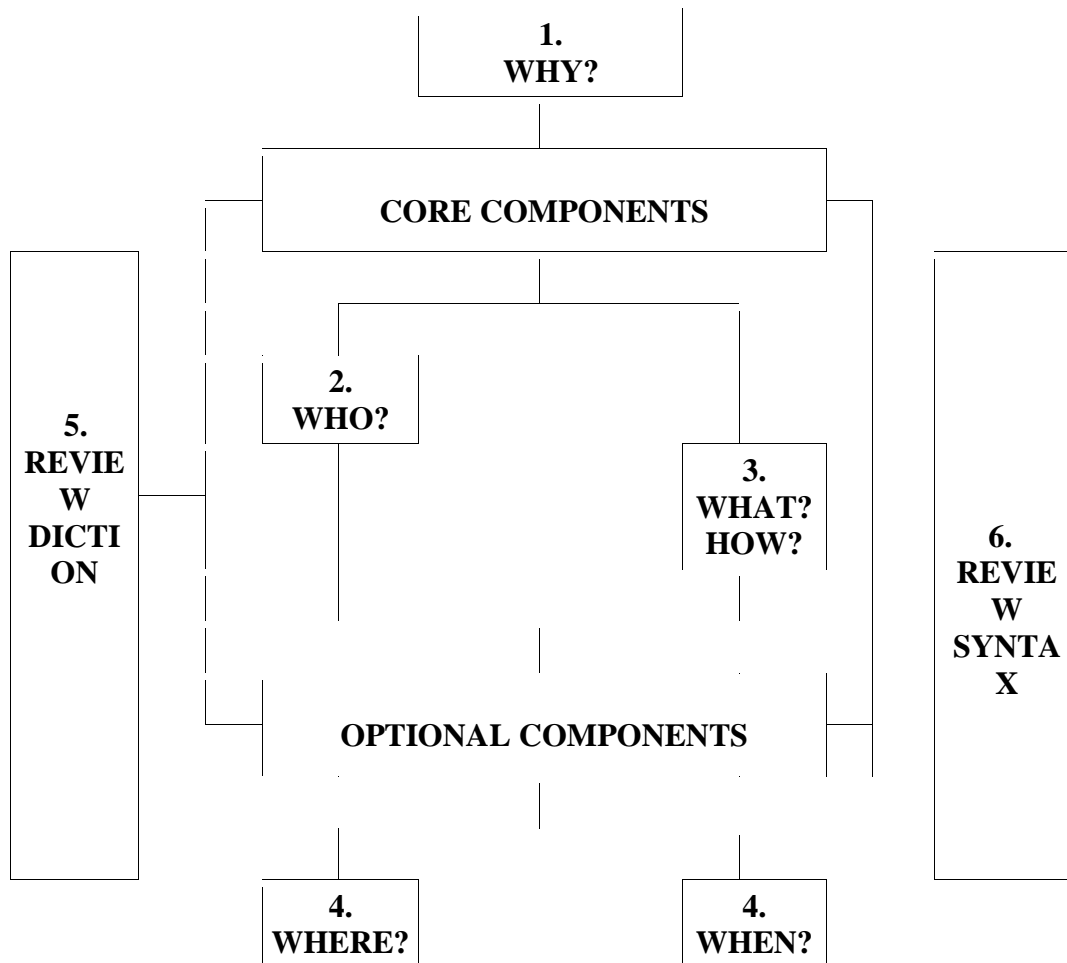 1.
WHY?
CORE COMPONENTS
2.
WHO?
3.
WHAT?
HOW?
5.
REVIE
W
DICTI
ON
6.
REVIE
W
SYNTA
X
OPTIONAL COMPONENTS
4.
WHERE?
4.
WHEN?